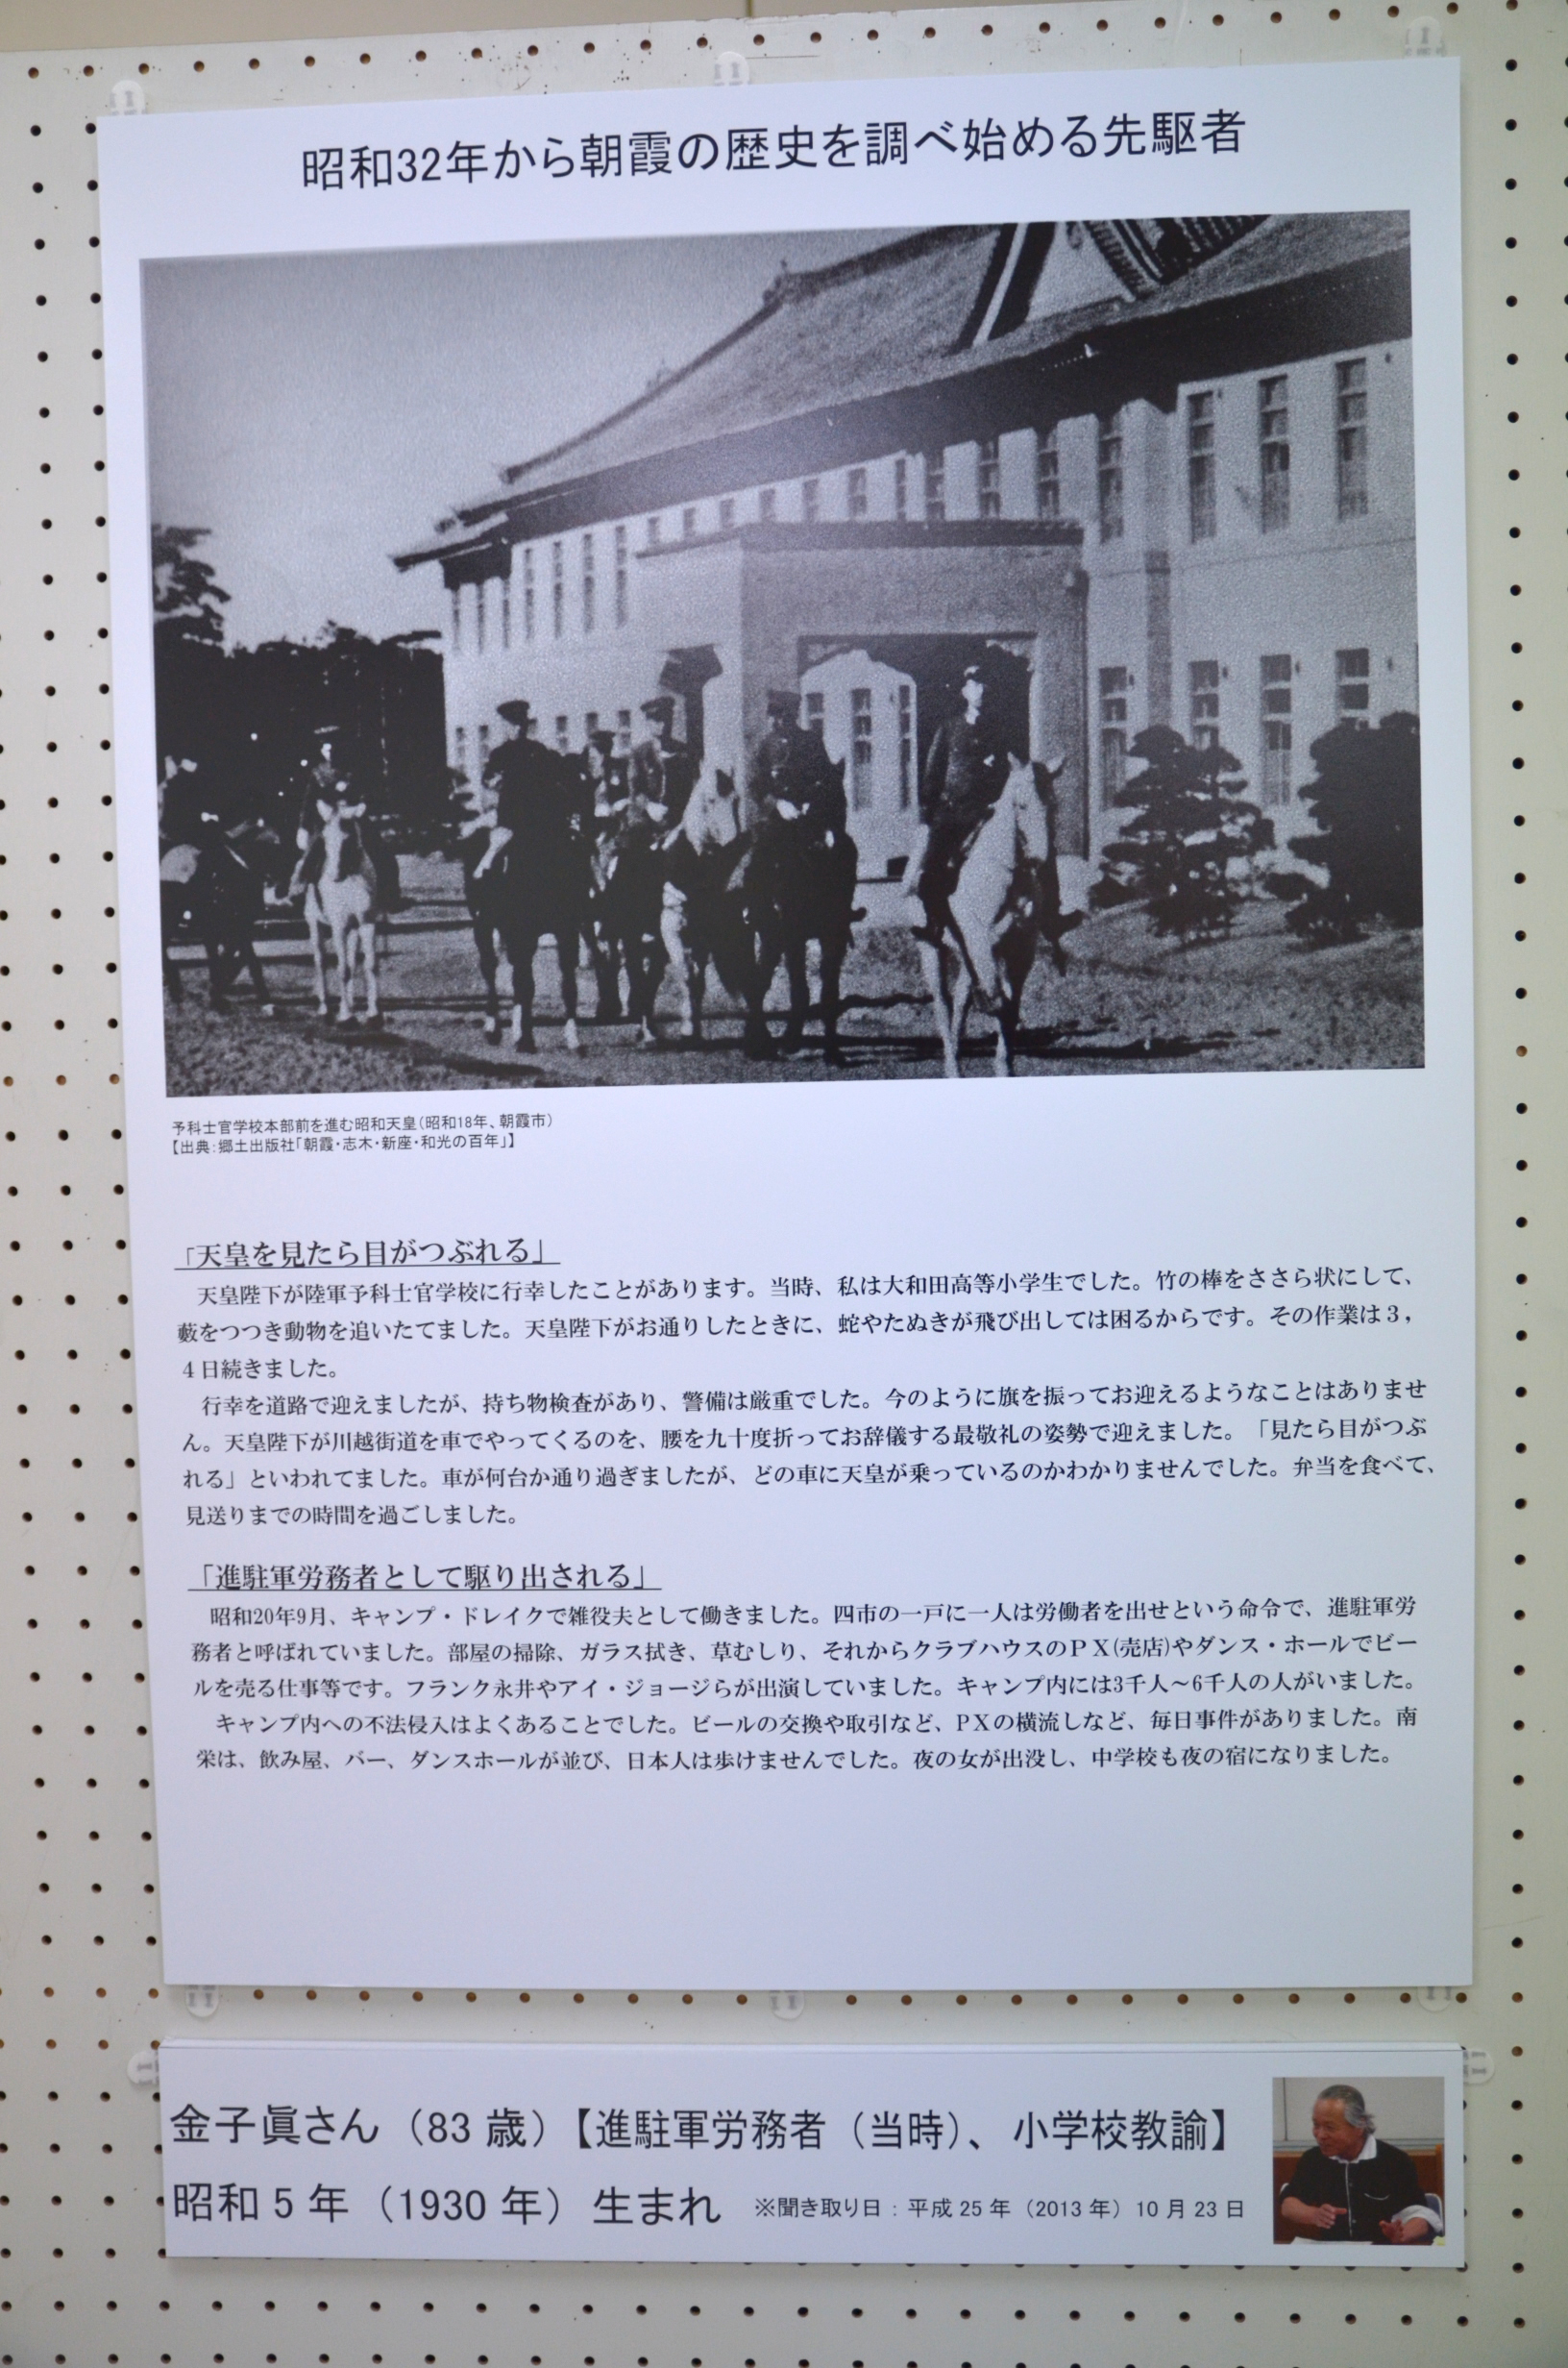 昭和32年から朝霞の歴史を調べ始める先駆者
予科士官学校本部前を進む昭和天皇（昭和18年、朝霞市）
【出典：郷土出版社「朝霞・志木・新座・和光の百年」】
「天皇を見たら目がつぶれる」
天皇陛下が陸軍予科士官学校に行幸したことがあります。当時、私は大和田高等小学生でした。竹の棒をささら状にして、
藪をつつき動物を追いたてました。天皇陛下がお通りしたときに、蛇やたぬきが飛び出しては困るからです。その作業は３，
４日続きました。
行幸を道路で迎えましたが、持ち物検査があり、警備は厳重でした。今のように旗を振ってお迎えるようなことはありませ
ん。天皇陛下が川越街道を車でやってくるのを、腰を九十度折ってお辞儀する最敬礼の姿勢で迎えました。「見たら目がつぶ
れる」といわれてました。車が何台か通り過ぎましたが、どの車に天皇が乗っているのかわかりませんでした。弁当を食べて、
見送りまでの時間を過ごしました。
「進駐軍労務者として駆り出される」
昭和20年9月、キャンプ・ドレイクで雑役夫として働きました。四市の一戸に一人は労働者を出せという命令で、進駐軍労
務者と呼ばれていました。部屋の掃除、ガラス拭き、草むしり、それからクラブハウスのＰＸ(売店)やダンス・ホールでビー
ルを売る仕事等です。フランク永井やアイ・ジョージらが出演していました。キャンプ内には3千人～6千人の人がいました。
キャンプ内への不法侵入はよくあることでした。ビールの交換や取引など、PXの横流しなど、毎日事件がありました。南
栄は、飲み屋、バー、ダンスホールが並び、日本人は歩けませんでした。夜の女が出没し、中学校も夜の宿になりました。
金子眞さん（83 歳）【進駐軍労務者（当時）、小学校教諭】
昭和 5 年（1930 年）生まれ ※聞き取り日：平成 25 年（2013 年）10 月 23 日